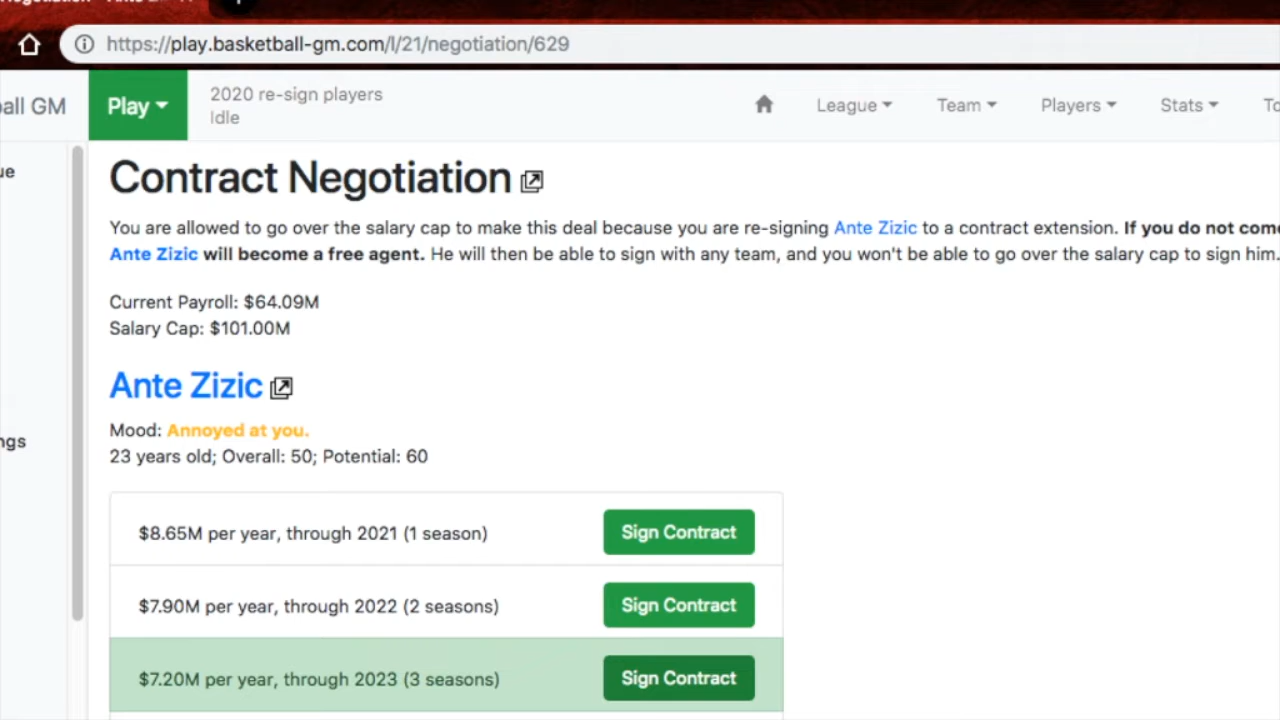 https://play.basketball-gm.com/l/21/negotiation/629
ball GM
Play
2020 re-sign players
Idle
League
Team
Players
Stats
Contract Negotiation
You are allowed to go over the salary cap to make this deal because you are re-signing Ante Zizic to a contract extension. If you do not come
Ante Zizic will become a free agent. He will then be able to sign with any team, and you won't be able to go over the salary cap to sign him.
Current Payroll: $64.09M
Salary Cap: $101.00M
Ante Zizic
Mood: Annoyed at you.
23 years old; Overall: 50; Potential: 60
$8.65M per year, through 2021 (1 season)
Sign Contract
$7.90M per year, through 2022 (2 seasons)
Sign Contract
$7.20M per year, through 2023 (3 seasons)
Sign Contract